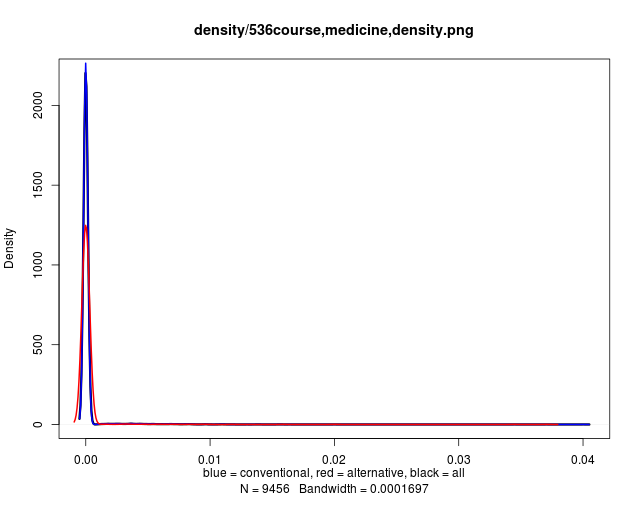 density/536course,medicine,density.png
2000
1500
1000
500
0
Density
0.00 0.01 0.02 0.03 0.04
blue = conventional, red = alternative, black = all
N = 9456 Bandwidth = 0.0001697